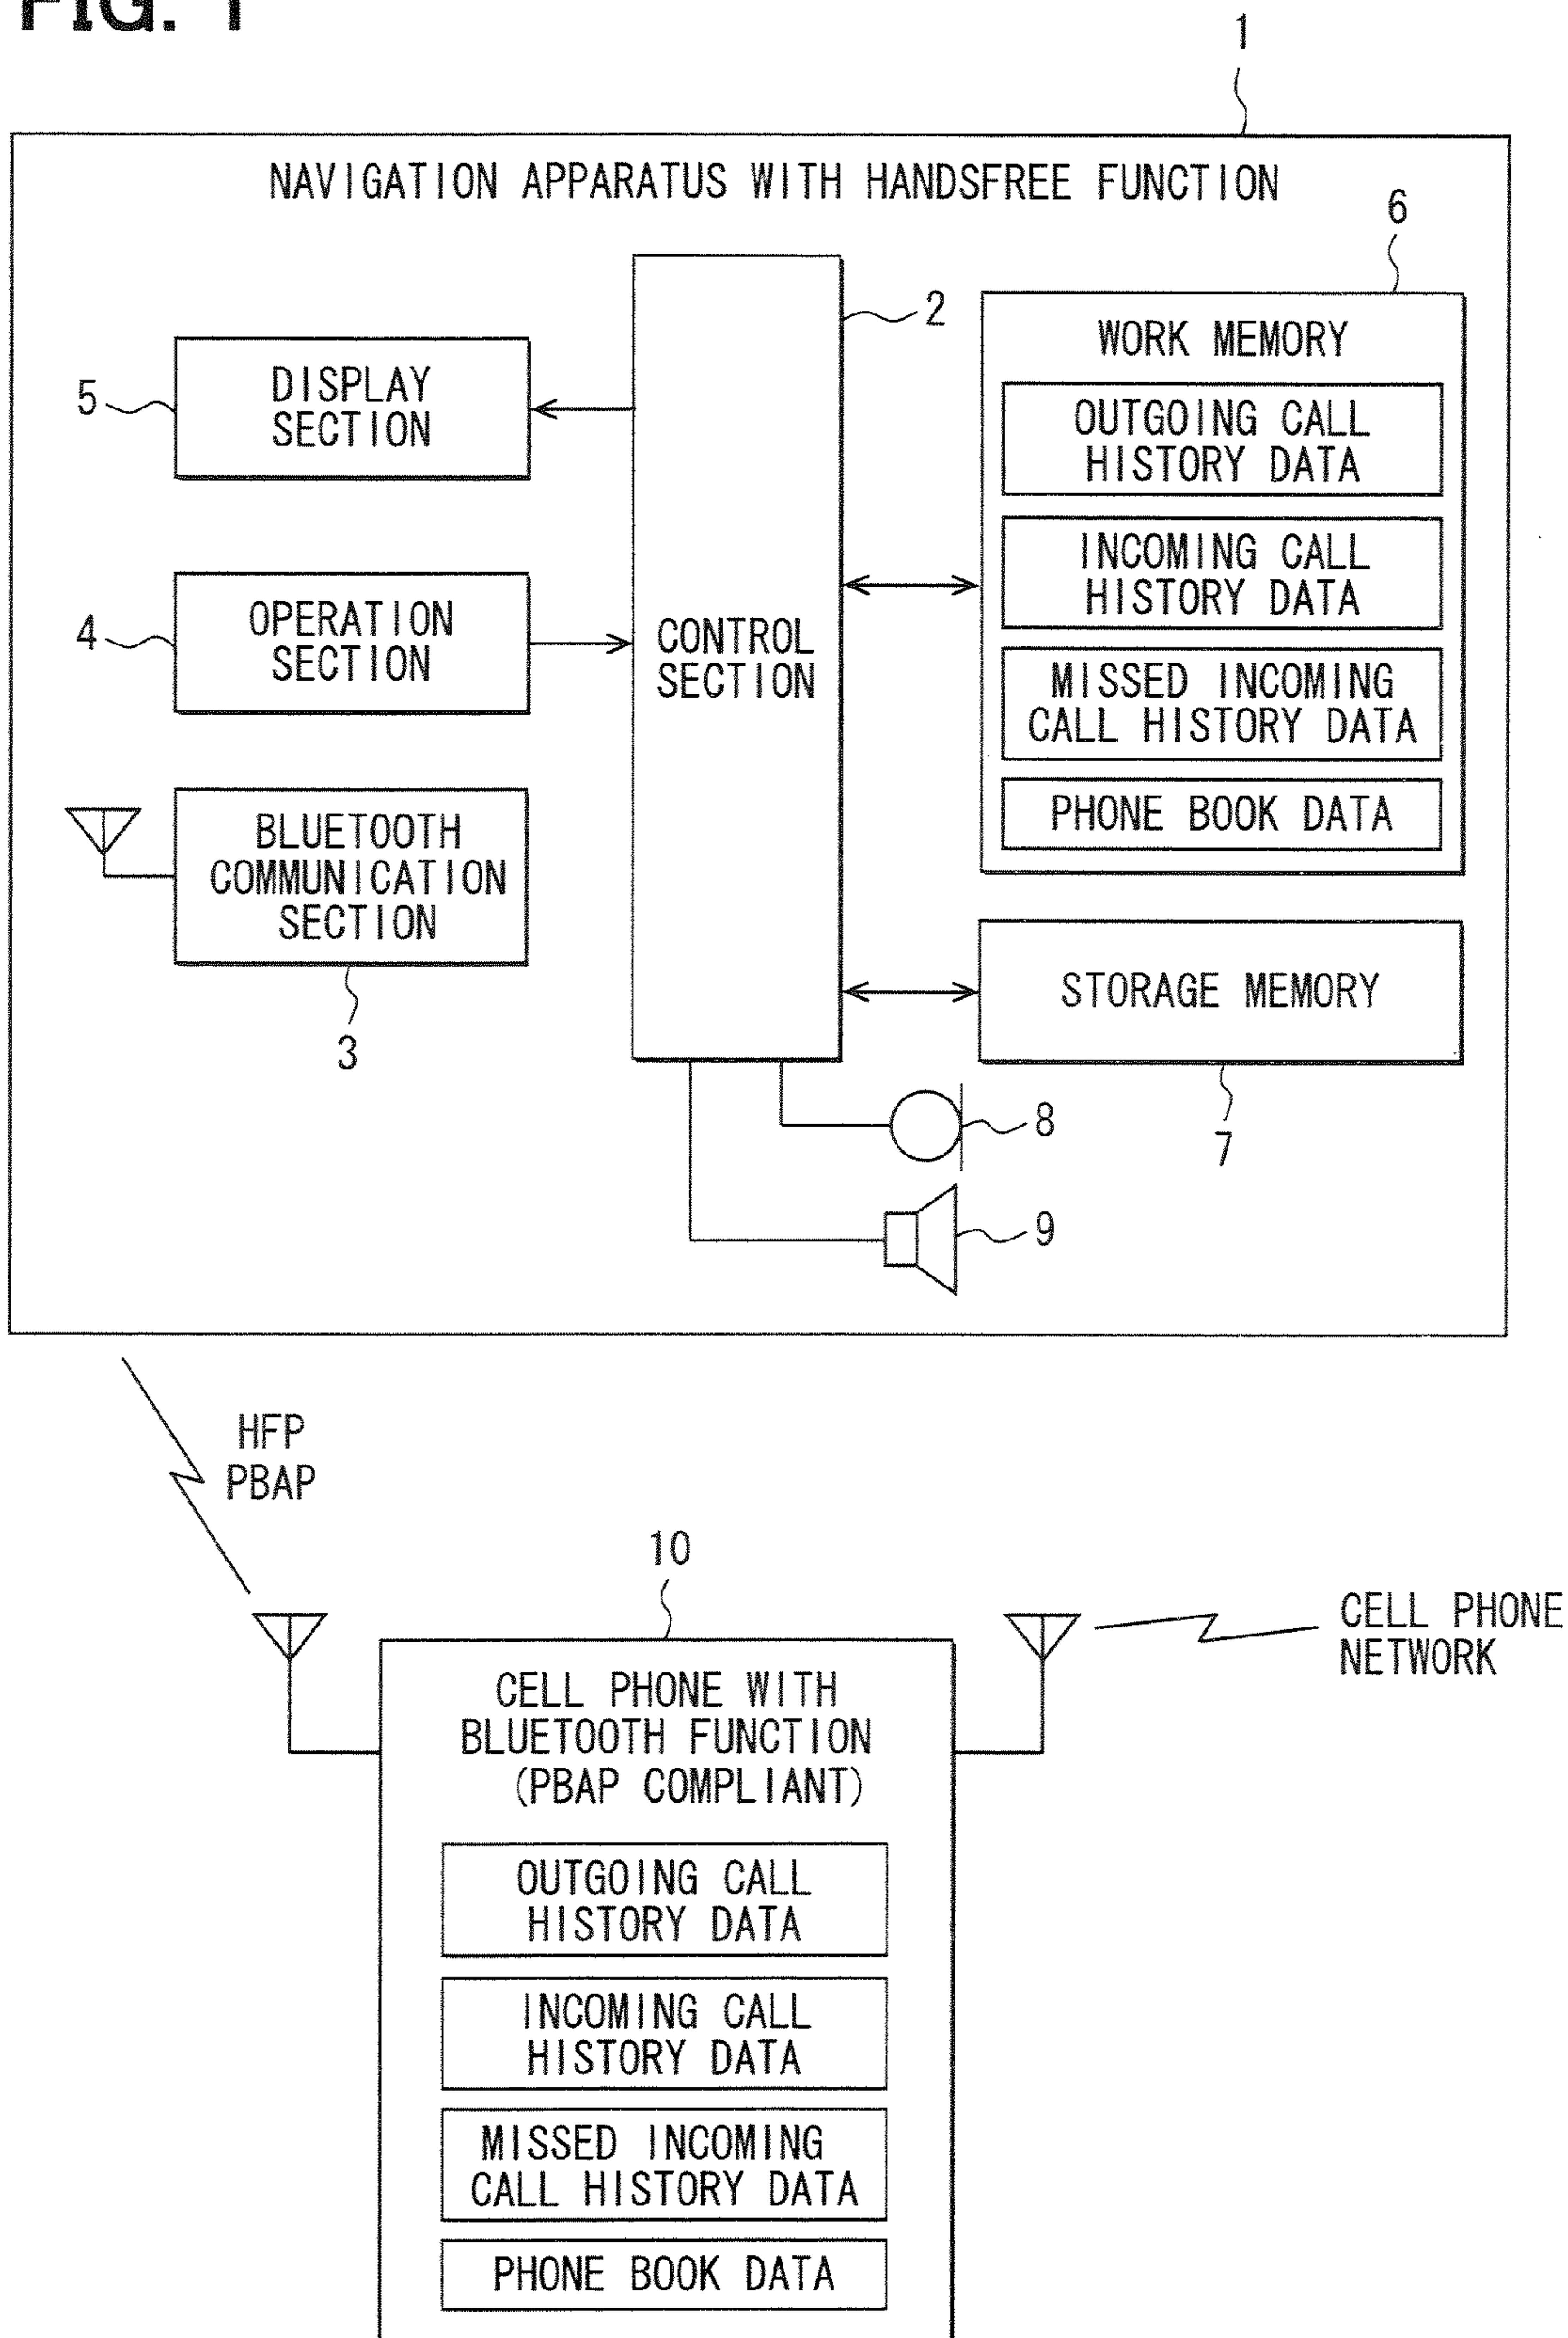 FIG. 1
1
NAVIGATION APPARATUS WITH HANDSFREE FUNCTION
6
2
WORK MEMORY
5
DISPLAY
SECTION
OUTGOING CALL
HISTORY DATA
INCOMING CALL
HISTORY DATA
4
OPERATION
SECTION
CONTROL
SECTION
MISSED INCOMING
CALL HISTORY DATA
PHONE BOOK DATA
BLUETOOTH
COMMUNICATION
SECTION
3
STORAGE MEMORY
8
7
9
HFP
PBAP
10
CELL PHONE
NETWORK
CELL PHONE WITH
BLUETOOTH FUNCTION
(PBAP COMPLIANT)
OUTGOING CALL
HISTORY DATA
INCOMING CALL
HISTORY DATA
MISSED INCOMING
CALL HISTORY DATA
PHONE BOOK DATA